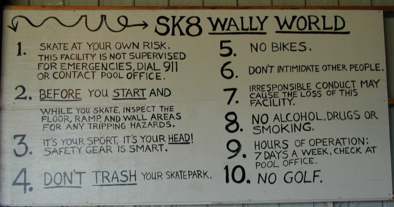 SK8 WALLY WORLD
1. SKATE AT YOUR OWN RISK.
THIS FACILITY IS NOT SUPERVISED
FOR EMERGENCIES, DIAL 911
OR CONTACT POOL OFFICE.
2. BEFORE YOU START AND
WHILE YOU SKATE, INSPECT THE
FLOOR, RAMP AND WALL AREAS
FOR ANY TRIPPING HAZARDS.
3. IT'S YOUR SPORT, IT'S YOUR HEAD!
SAFETY GEAR IS SMART.
4. DON'T TRASH YOUR SKATEPARK.
5. NO BIKES.
6. DON'T INTIMIDATE OTHER PEOPLE.
7. IRRESPONSIBLE CONDUCT MAY
CAUSE THE LOSS OF THIS
FACILITY.
8. NO ALCOHOL, DRUGS OR
SMOKING.
9. HOURS OF OPERATION:
7 DAYS A WEEK, CHECK AT
POOL OFFICE.
10. NO GOLF.